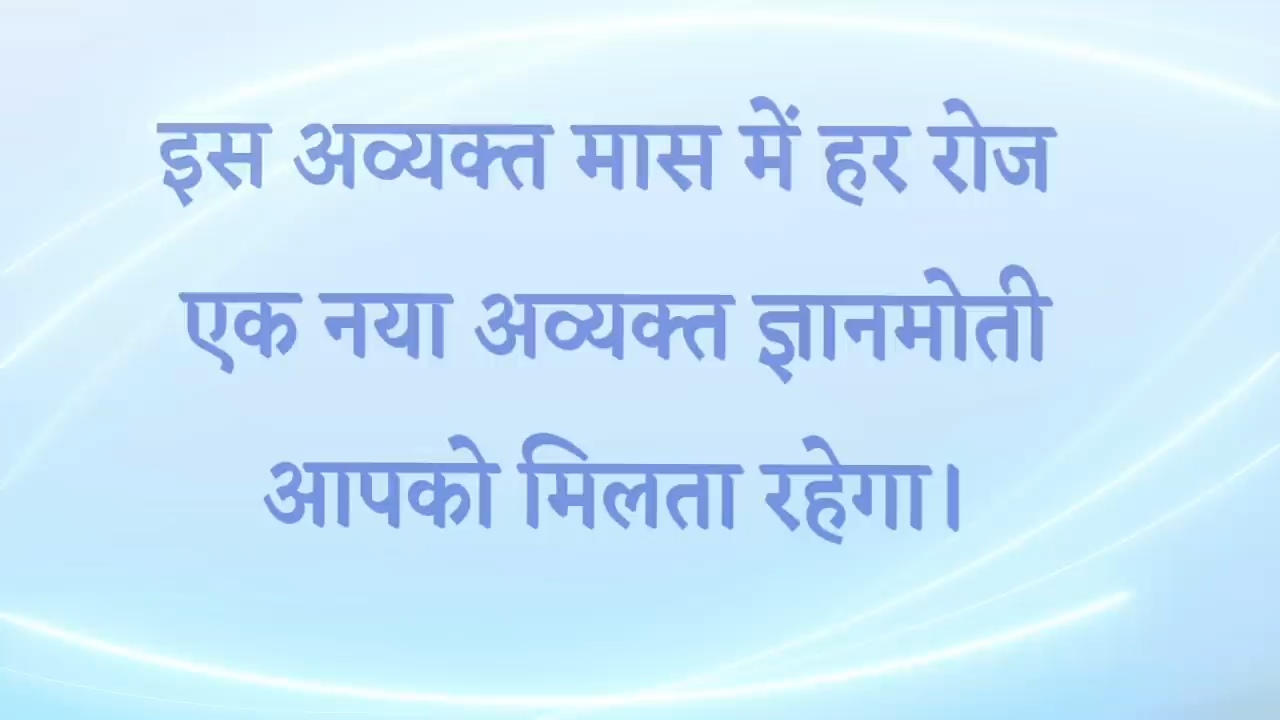 इस अव्यक्त मास में हर रोज
एक नया अव्यक्त ज्ञानमोती
आपको मिलता रहेगा।